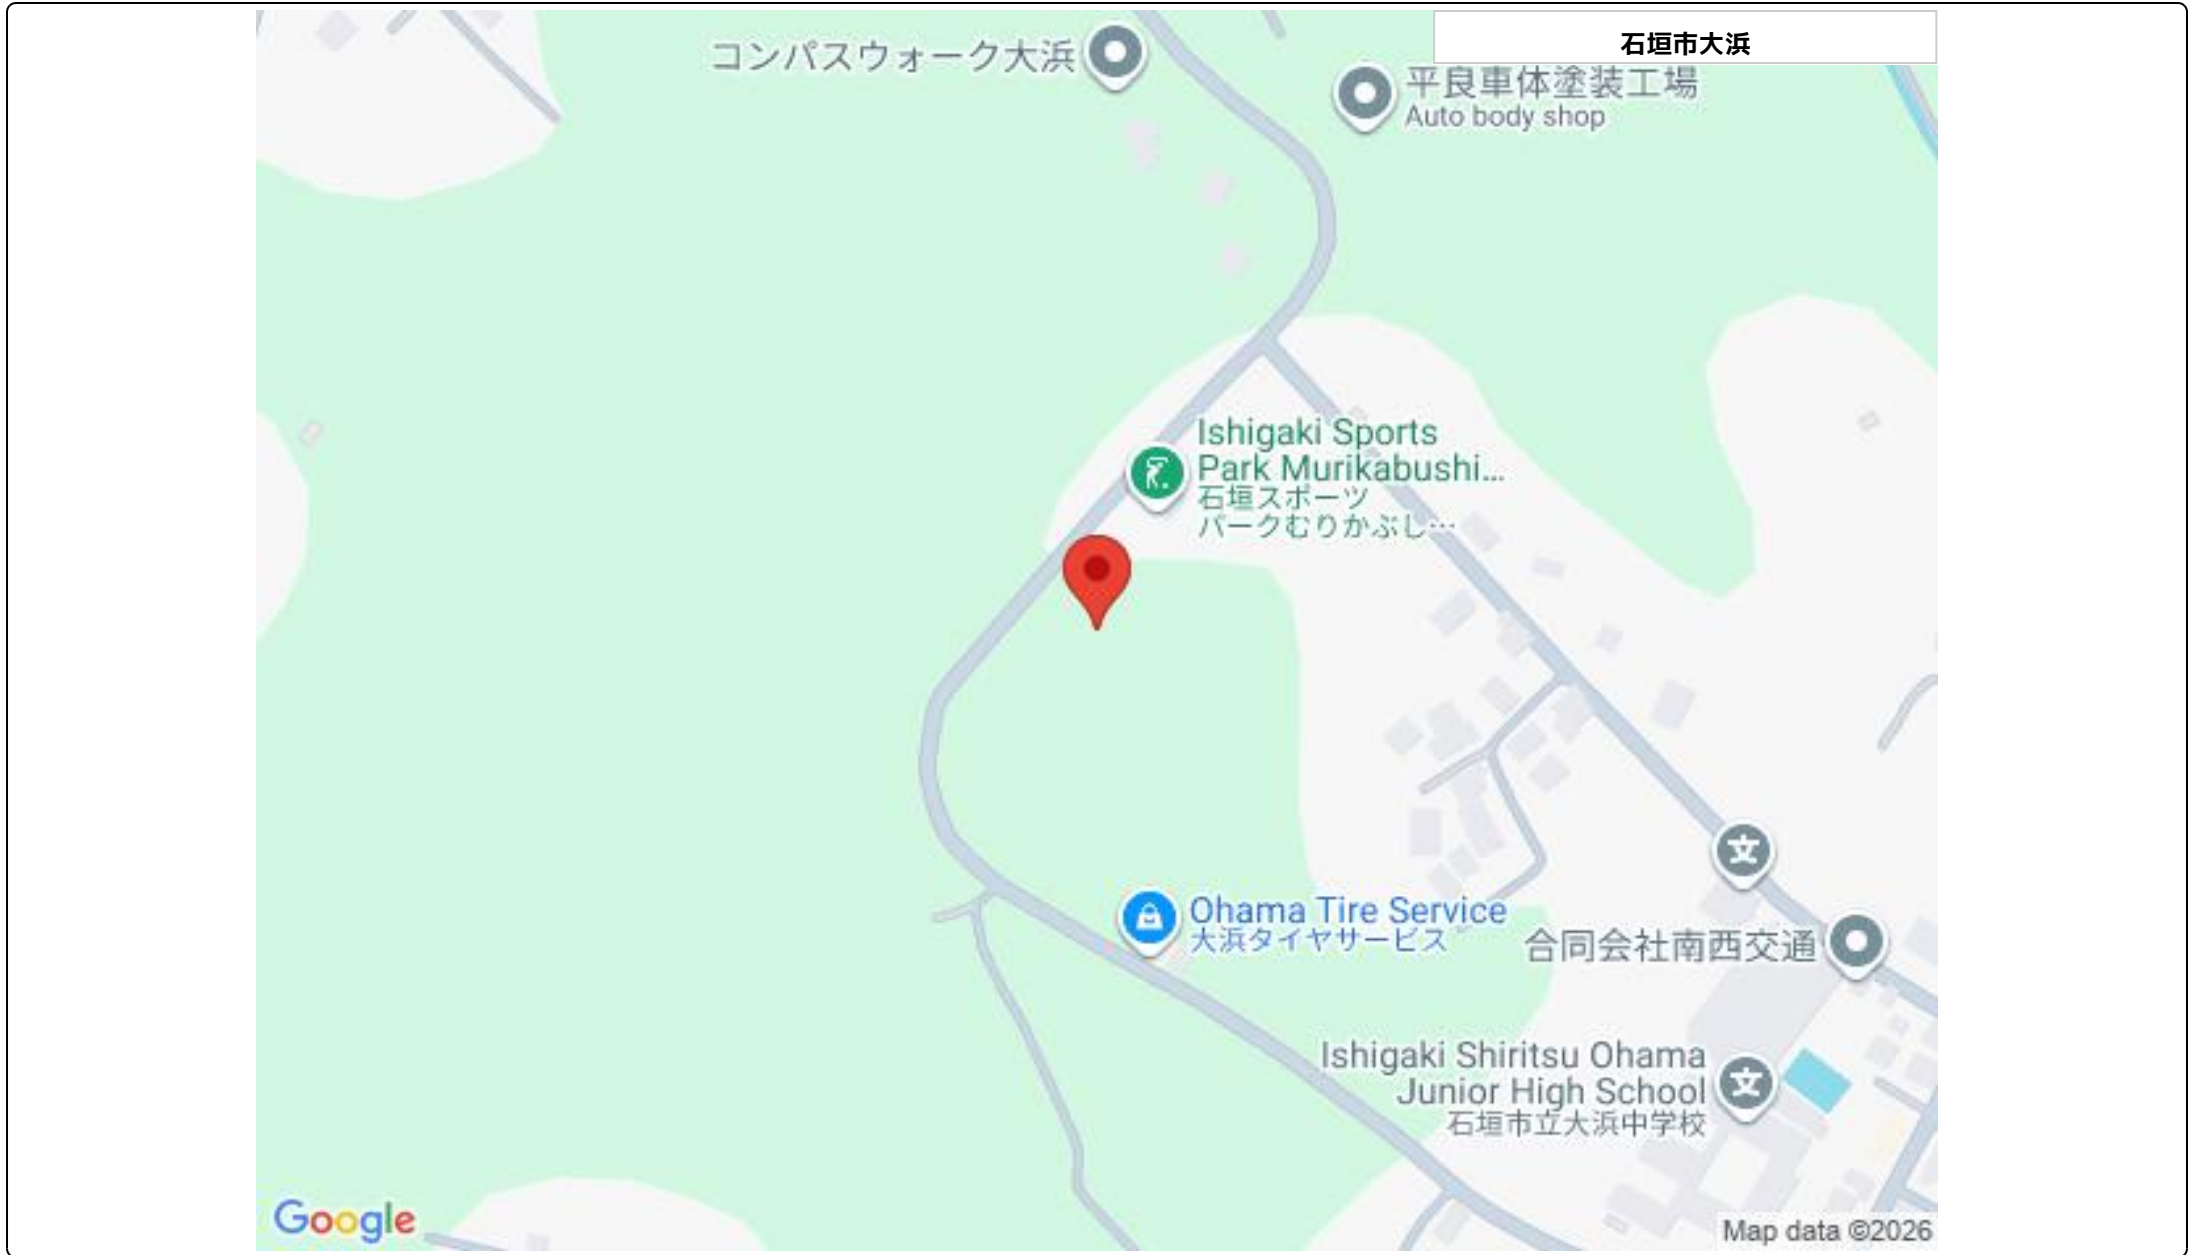 石垣市大浜
コンパスウォーク大浜
平良車体塗装工場
Auto body shop
Ishigaki Sports
Park Murikabushi...
石垣スポーツ
パークむりかぶし…
文
Ohama Tire Service
大浜タイヤサービス
合同会社南西交通
Ishigaki Shiritsu Ohama
Junior High School
石垣市立大浜中学校
文
Google
Map data ©2026